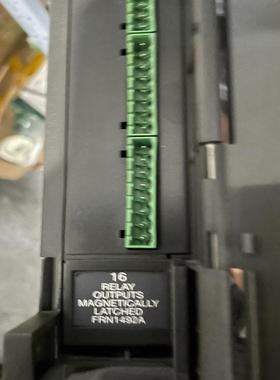 16
RELAY
OUTPUTS
MAGNETICALLY
LATCHED
FRN1492A